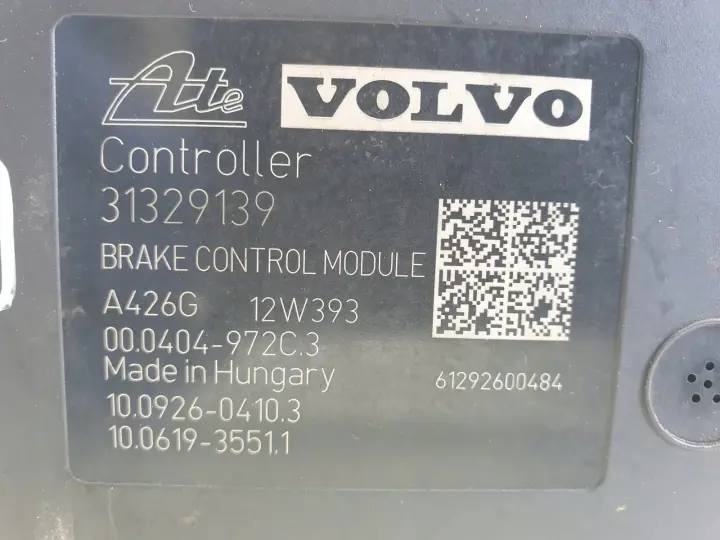 Ate VOLVO
Controller
31329139
BRAKE CONTROL MODULE
A426G 12W393
00.0404-972C.3
Made in Hungary 61292600484
10.0926-0410.3
10.0619-3551.1